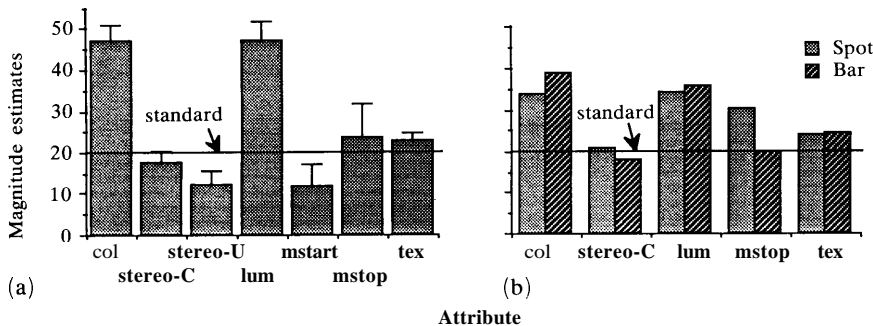 Magnitude estimates
50
40
30
20
10
0
standard
col stereo-U mstart tex
stereo-C lum mstop
(a)
Spot
Bar
standard
col stereo-C lum mstop tex
(b)
Attribute